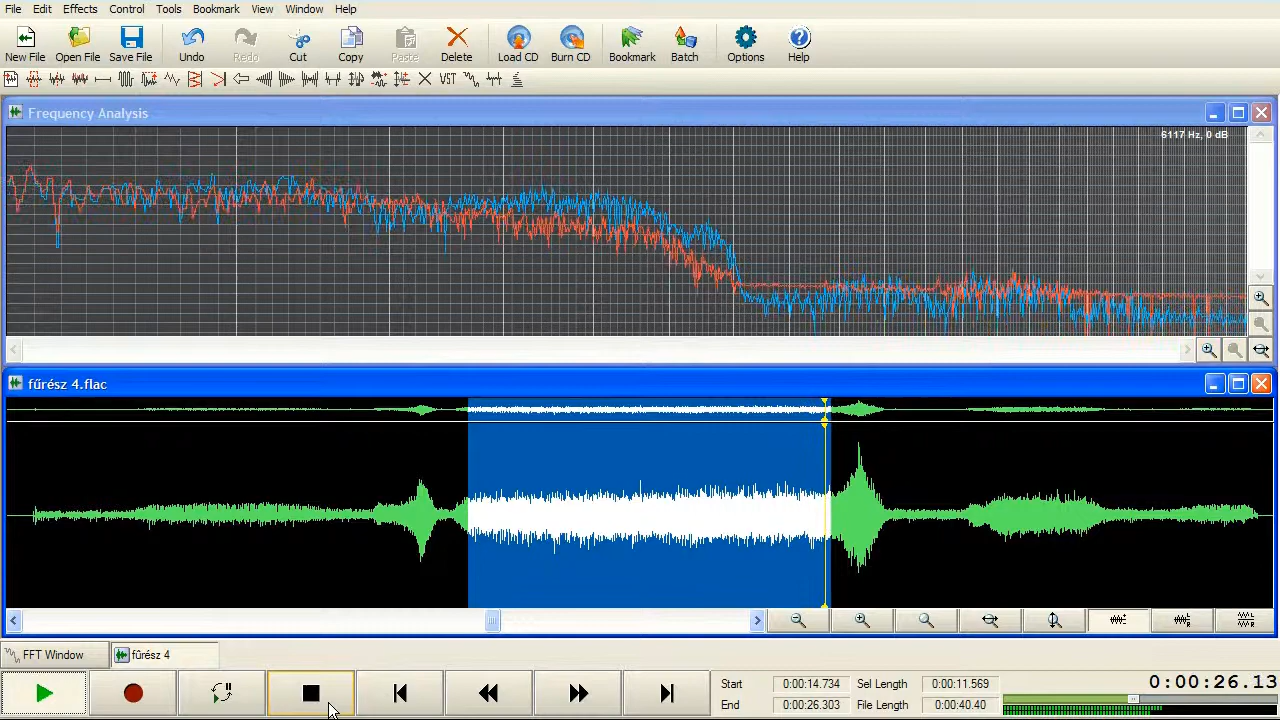 File Edit Effects Control Tools Bookmark View Window Help
New File Open File Save File Undo Redo Cut Copy Paste Delete Load CD Burn CD Bookmark Batch Options Help
VST
Frequency Analysis
6117 Hz, 0 dB
fűrész 4.flac
FFT Window fűrész 4
Start 0:00:14.734 Sel Length 0:00:11.569 0:00:26.13
End 0:00:26.303 File Length 0:00:40.40